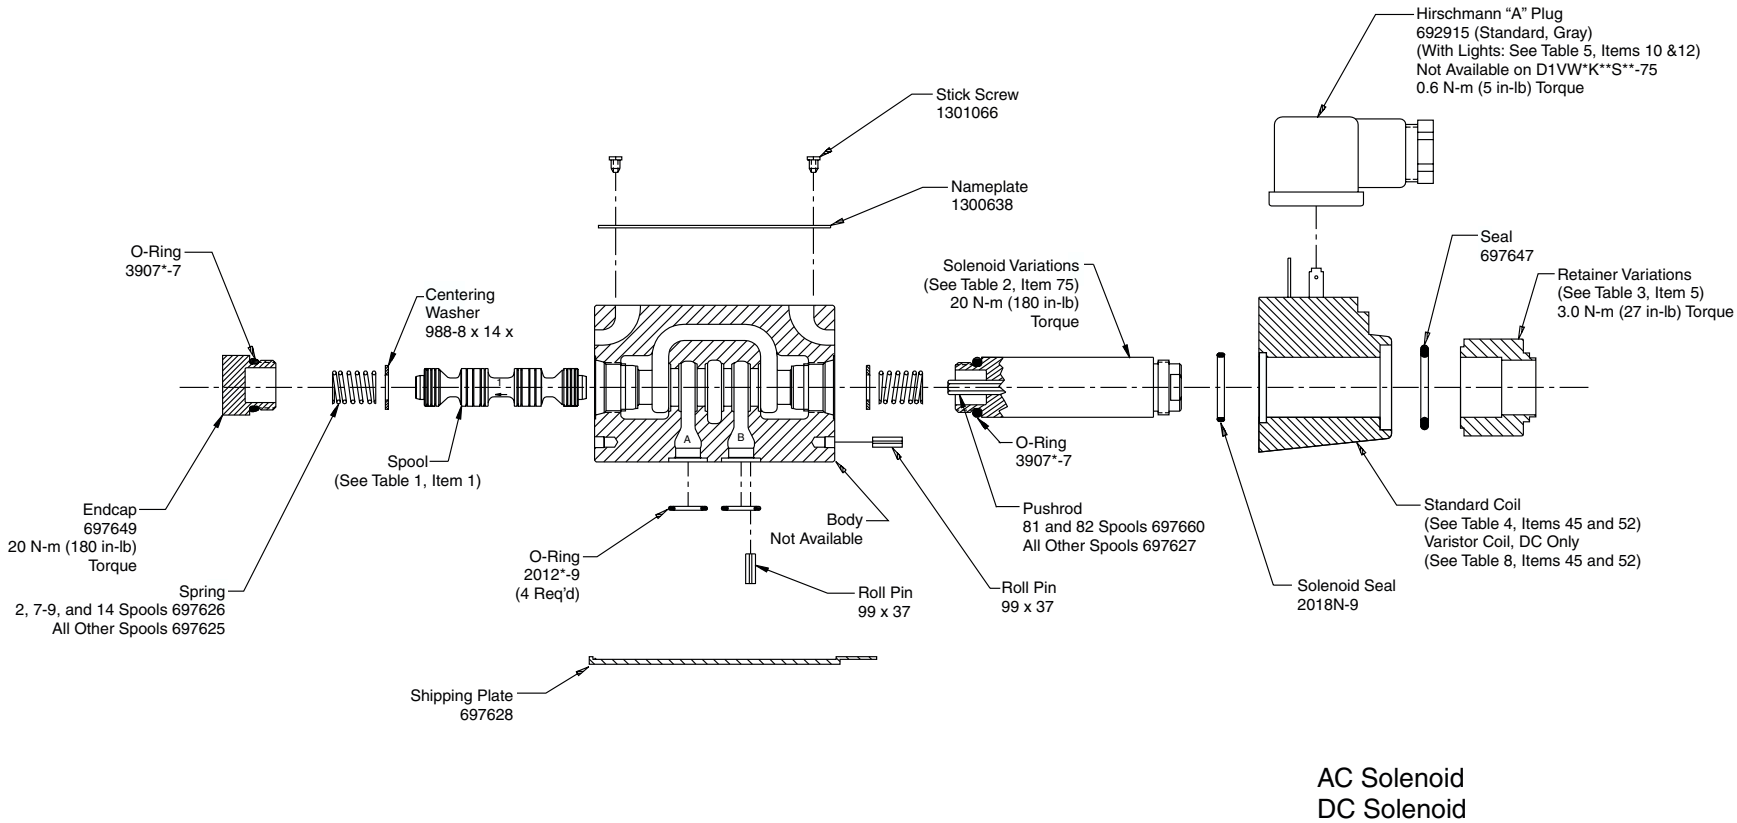 Hirschmann “A” Plug
692915 (Standard, Gray)
(With Lights: See Table 5, Items 10 &12)
Not Available on D1VW*K**S**-75
0.6 N-m (5 in-lb) Torque
Stick Screw
1301066
Nameplate
1300638
O-Ring
3907*-7
Centering
Washer
988-8 x 14 x
Solenoid Variations
(See Table 2, Item 75)
20 N-m (180 in-lb)
Torque
Seal
697647
Retainer Variations
(See Table 3, Item 5)
3.0 N-m (27 in-lb) Torque
1
A
B
Spool
(See Table 1, Item 1)
O-Ring
3907*-7
Endcap
697649
20 N-m (180 in-lb)
Torque
Body
Not Available
Pushrod
81 and 82 Spools 697660
All Other Spools 697627
Standard Coil
(See Table 4, Items 45 and 52)
Varistor Coil, DC Only
(See Table 8, Items 45 and 52)
O-Ring
2012*-9
(4 Req'd)
Spring
2, 7-9, and 14 Spools 697626
All Other Spools 697625
Roll Pin
99 x 37
Roll Pin
99 x 37
Solenoid Seal
2018N-9
Shipping Plate
697628
AC Solenoid
DC Solenoid